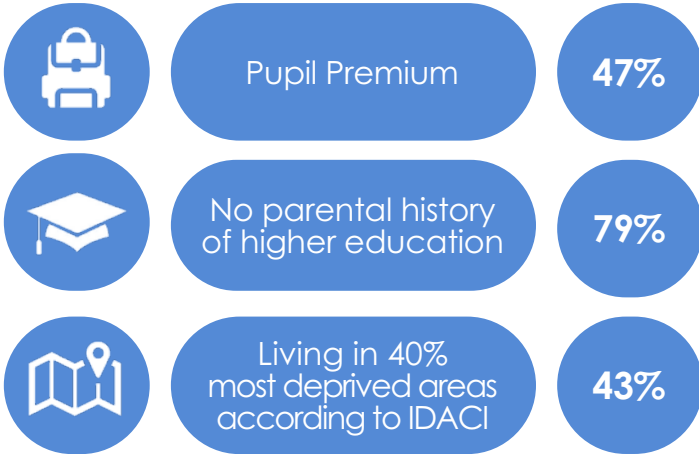 Pupil Premium
47%
No parental history
of higher education
79%
Living in 40%
most deprived areas
according to IDACI
43%